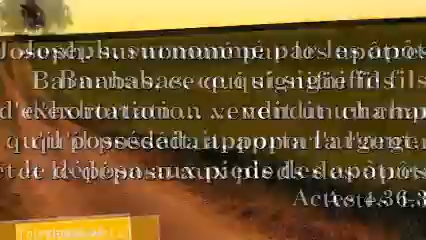 Joseph, surnommé par les apôtres
Barnabas, ce qui signifie fils
d'exhortation... vendit un champ
qu'il possédait, apporta l'argent
et le déposa aux pieds des apôtres
Actes 4.36.3